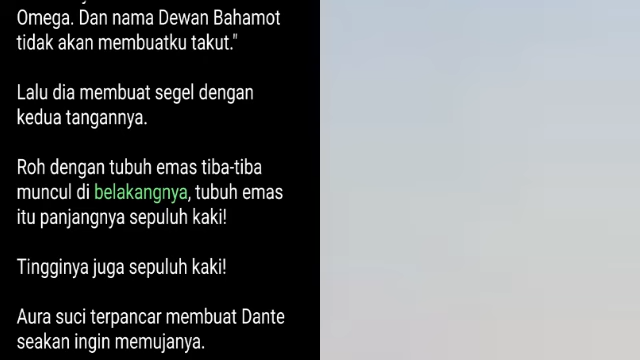 Omega. Dan nama Dewan Bahamot
tidak akan membuatku takut."
Lalu dia membuat segel dengan
kedua tangannya.
Roh dengan tubuh emas tiba-tiba
muncul di belakangnya, tubuh emas
itu panjangnya sepuluh kaki!
Tingginya juga sepuluh kaki!
Aura suci terpancar membuat Dante
seakan ingin memujanya.